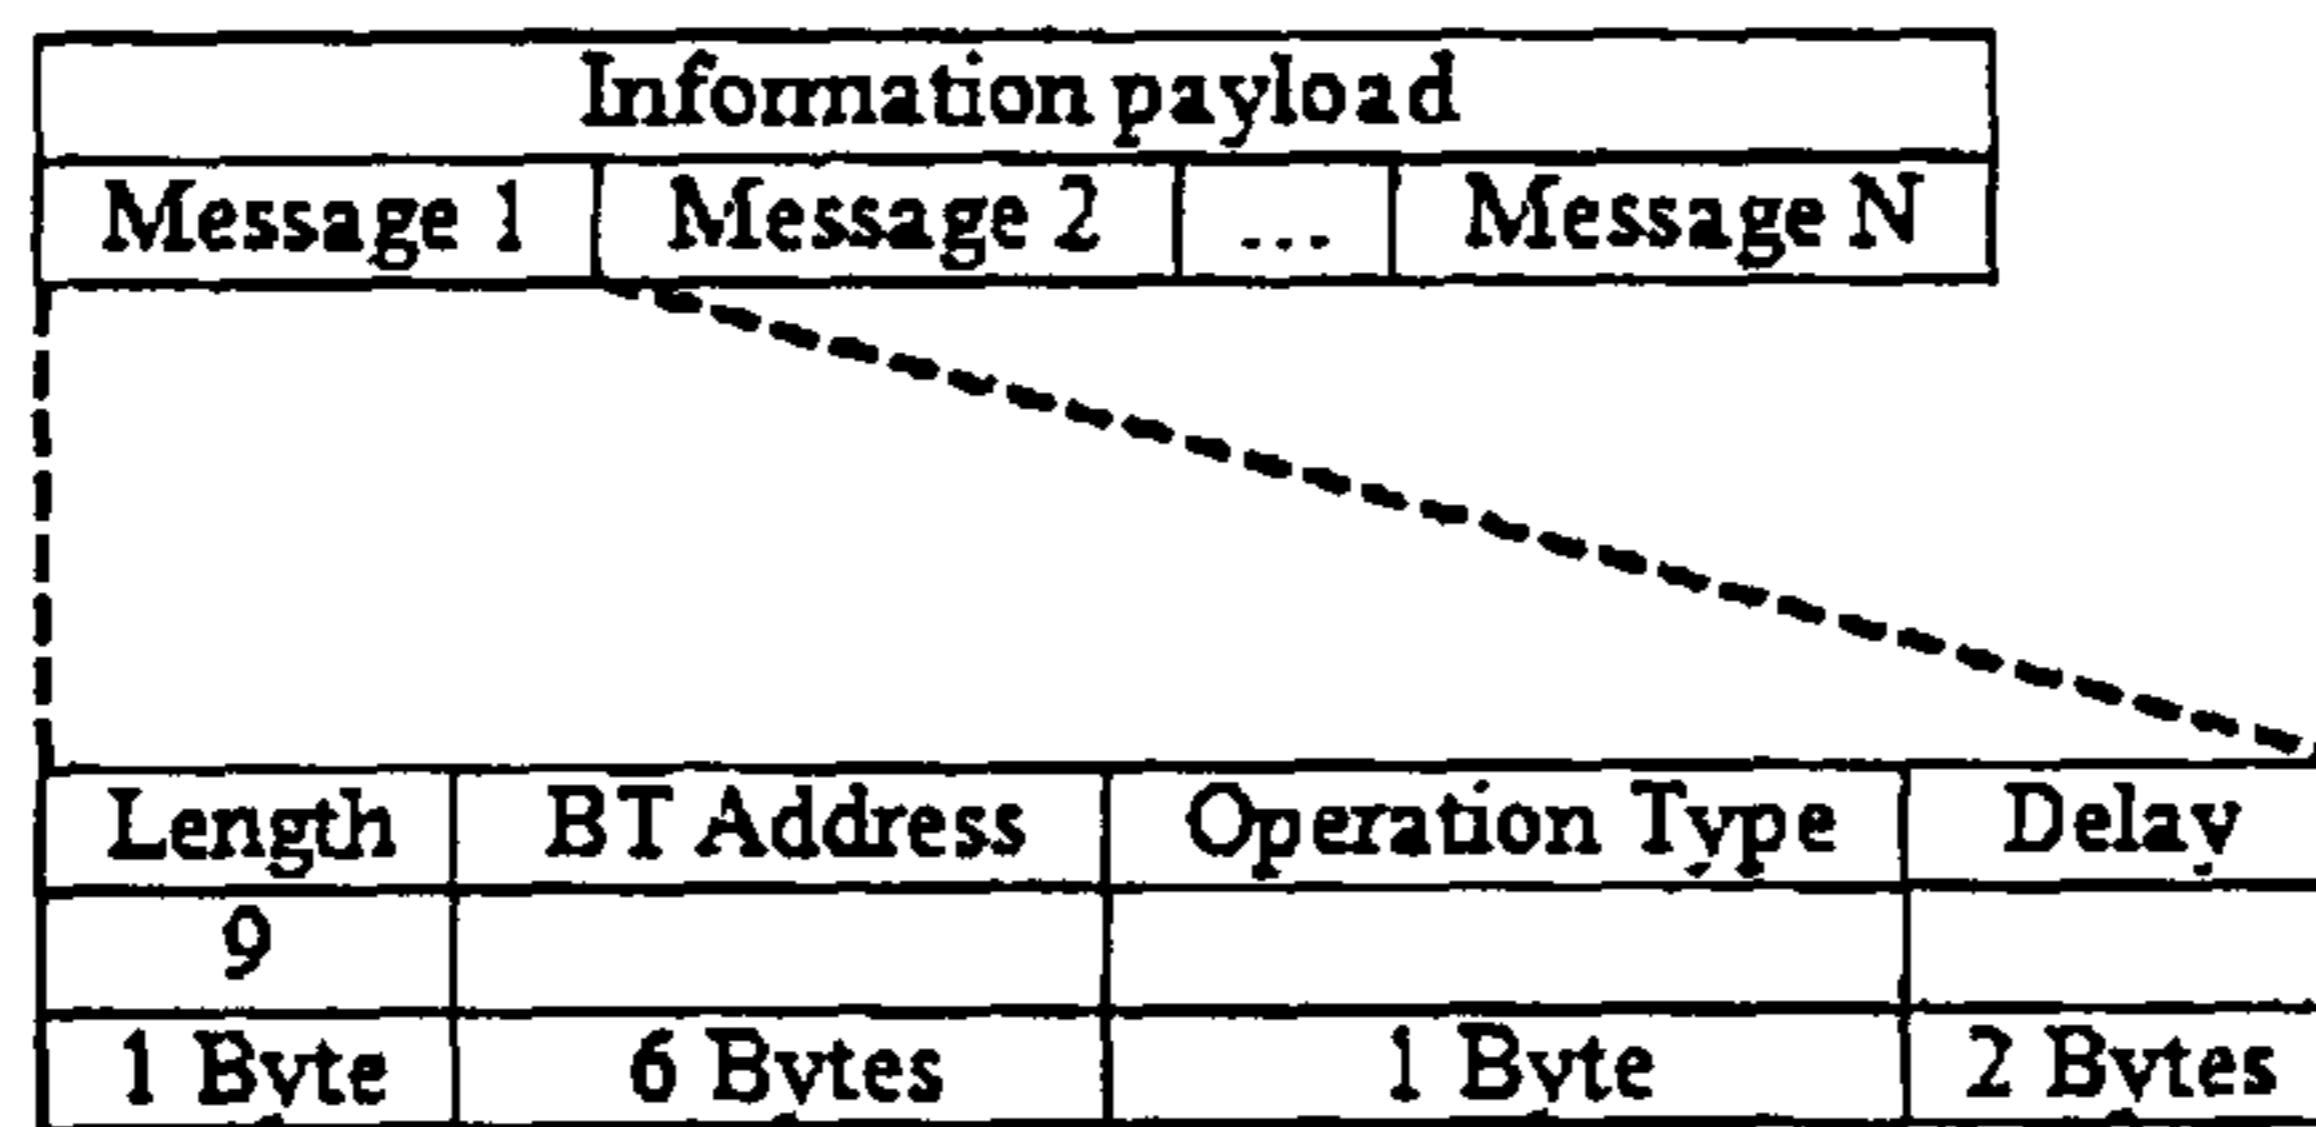 Information payload
Message 1 Message 2 ... Message N
Length BT Address Operation Type Delay
9
1 Byte 6 Bytes 1 Byte 2 Bytes